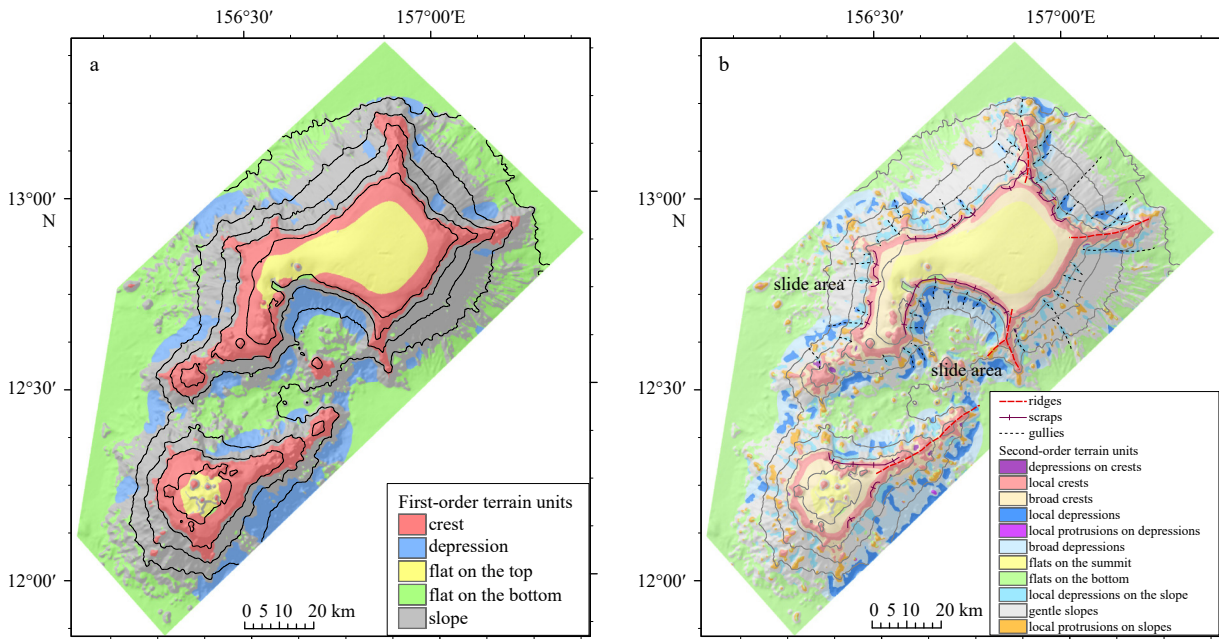 156°30′ 157°00′ 156°30′ 157°00′
a
b
13°00′ 13°00′
N N
slide area
12°30′ 12°30′
slide area
ridges
scraps
gullies
Second-order terrain units
depressions on crests
local crests
broad crests
local depressions
local protrusions on depressions
broad depressions
flats on the summit
flats on the bottom
local depressions on the slope
gentle slopes
local protrusions on slopes
First-order terrain units
crest
depression
flat on the top
flat on the bottom
slope
12°00′ 12°00′
0 5 10 20 km
0 5 10 20 km